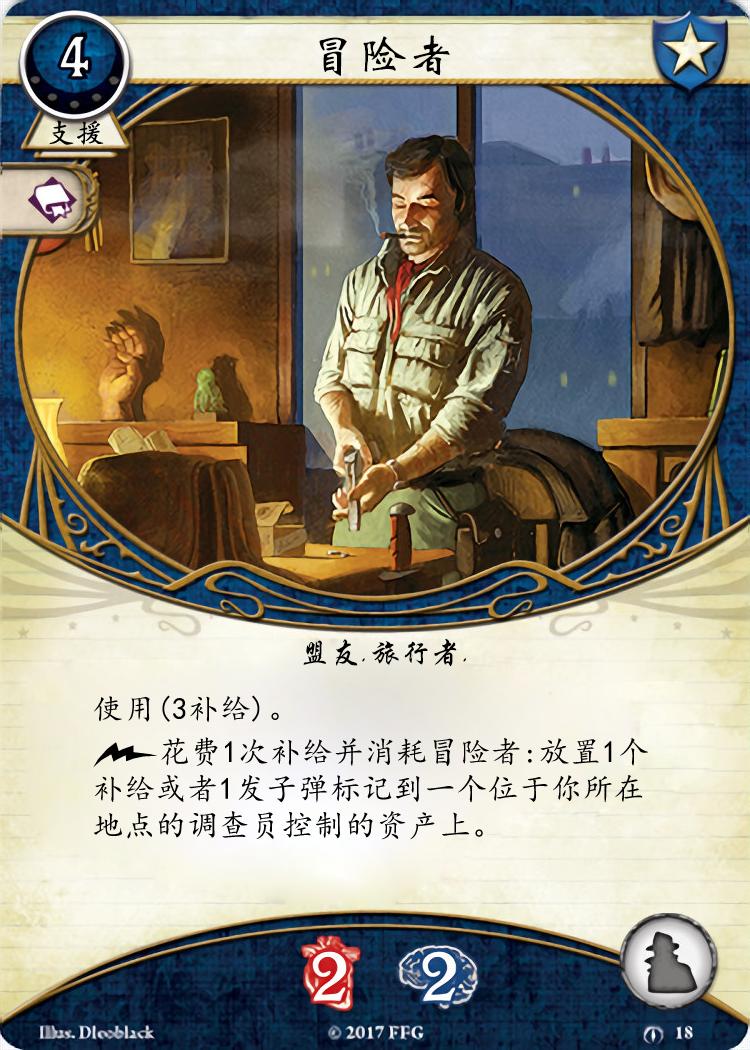 4
冒险者
支援
盟友.旅行者.
使用(3补给)。
花费1次补给并消耗冒险者:放置1个
补给或者1发子弹标记到一个位于你所在
地点的调查员控制的资产上。
2 2
Illus. Dleoblack
© 2017 FFG
18